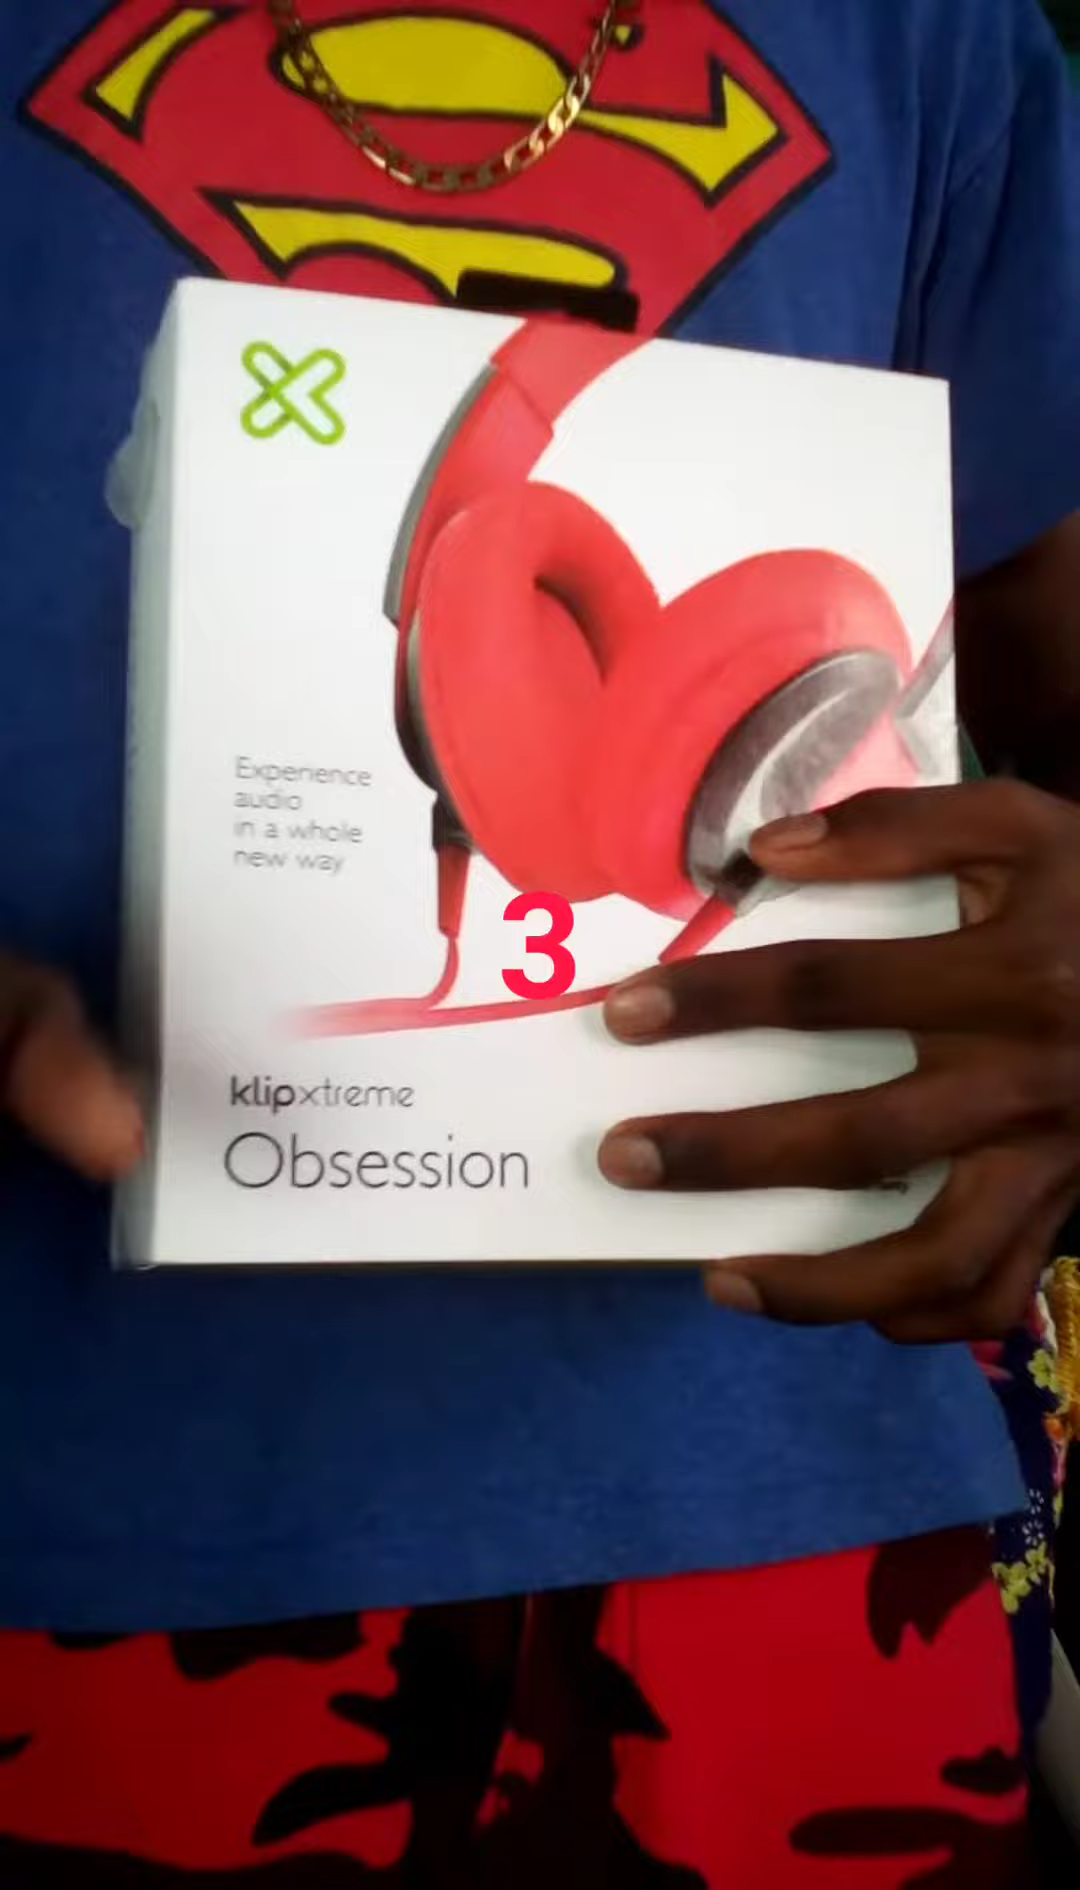 Experience
audio
in a whole
new way
3
klipxtreme
Obsession